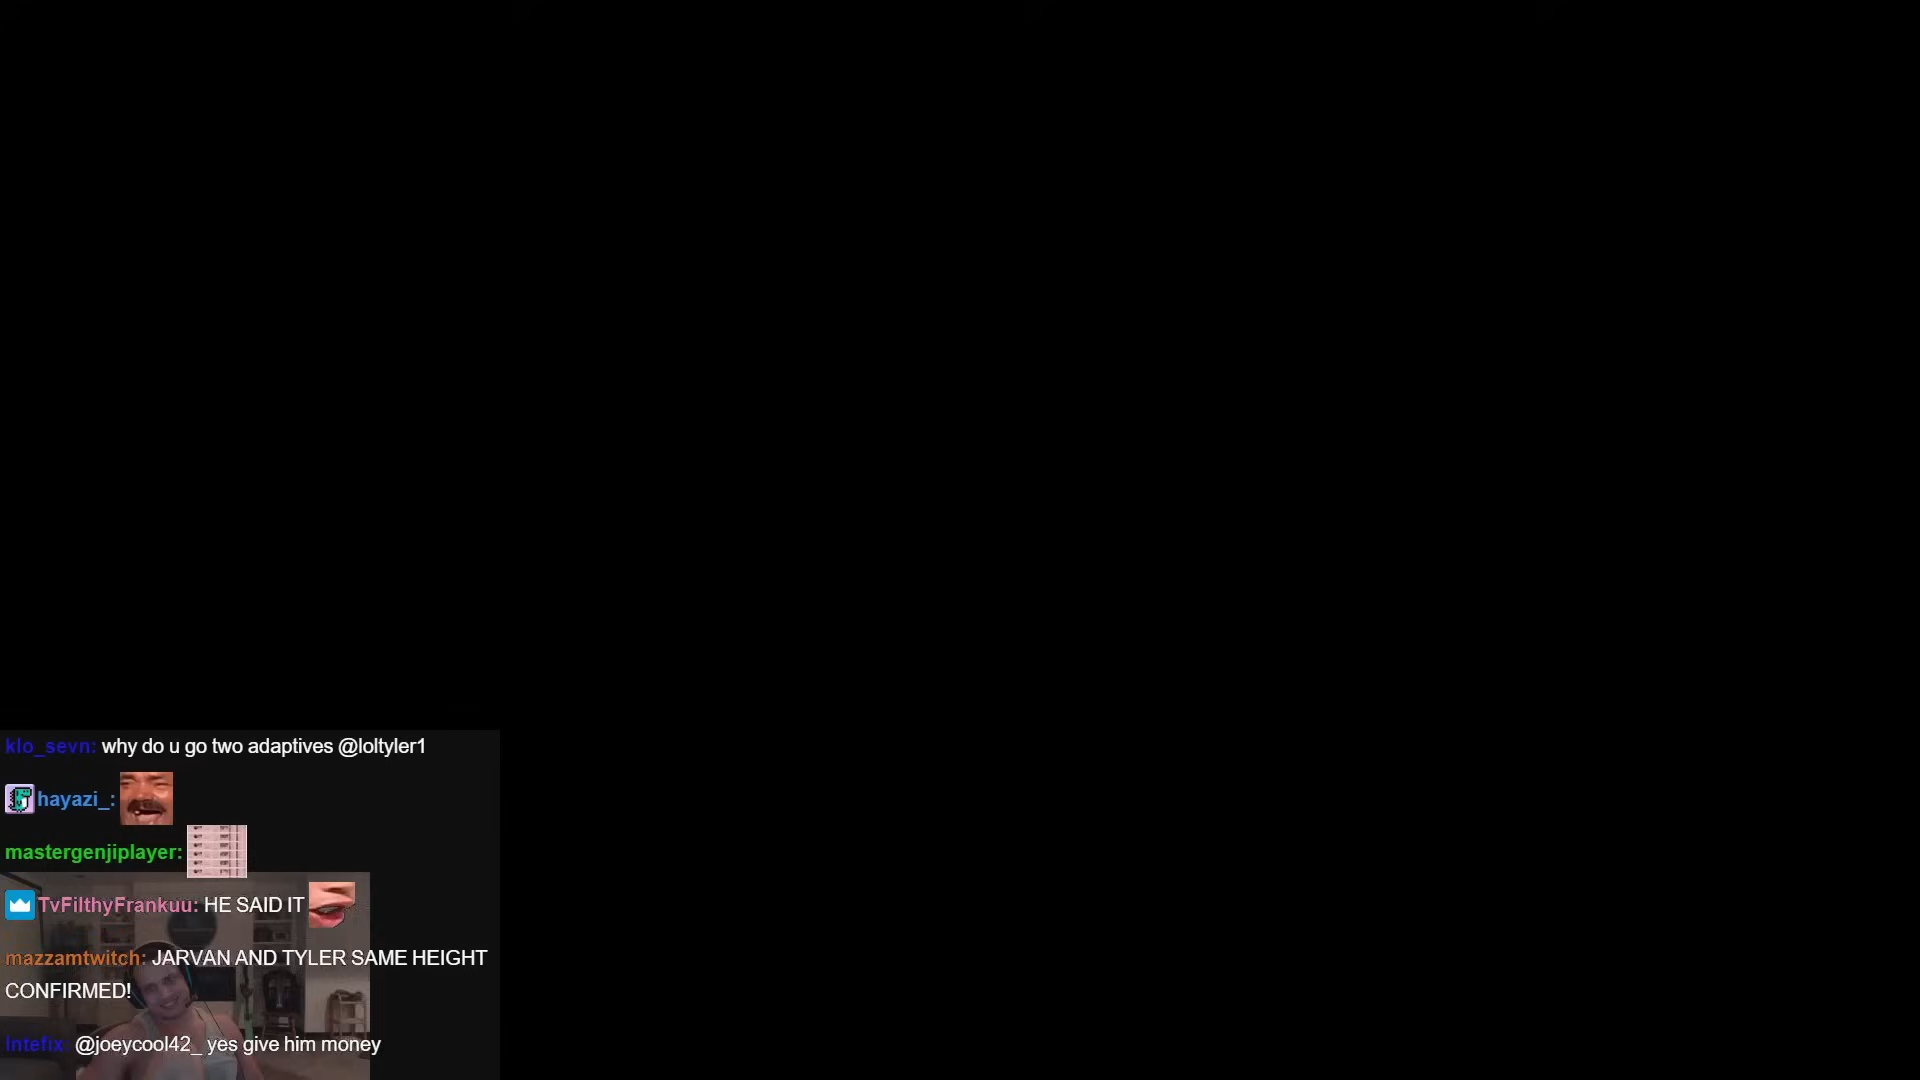 klo_sevn: why do u go two adaptives @loltyler1
hayazi_:
mastergenjiplayer:
TvFilthyFrankuu: HE SAID IT
mazzamtwitch: JARVAN AND TYLER SAME HEIGHT
CONFIRMED!
Intefix: @joeycool42_ yes give him money